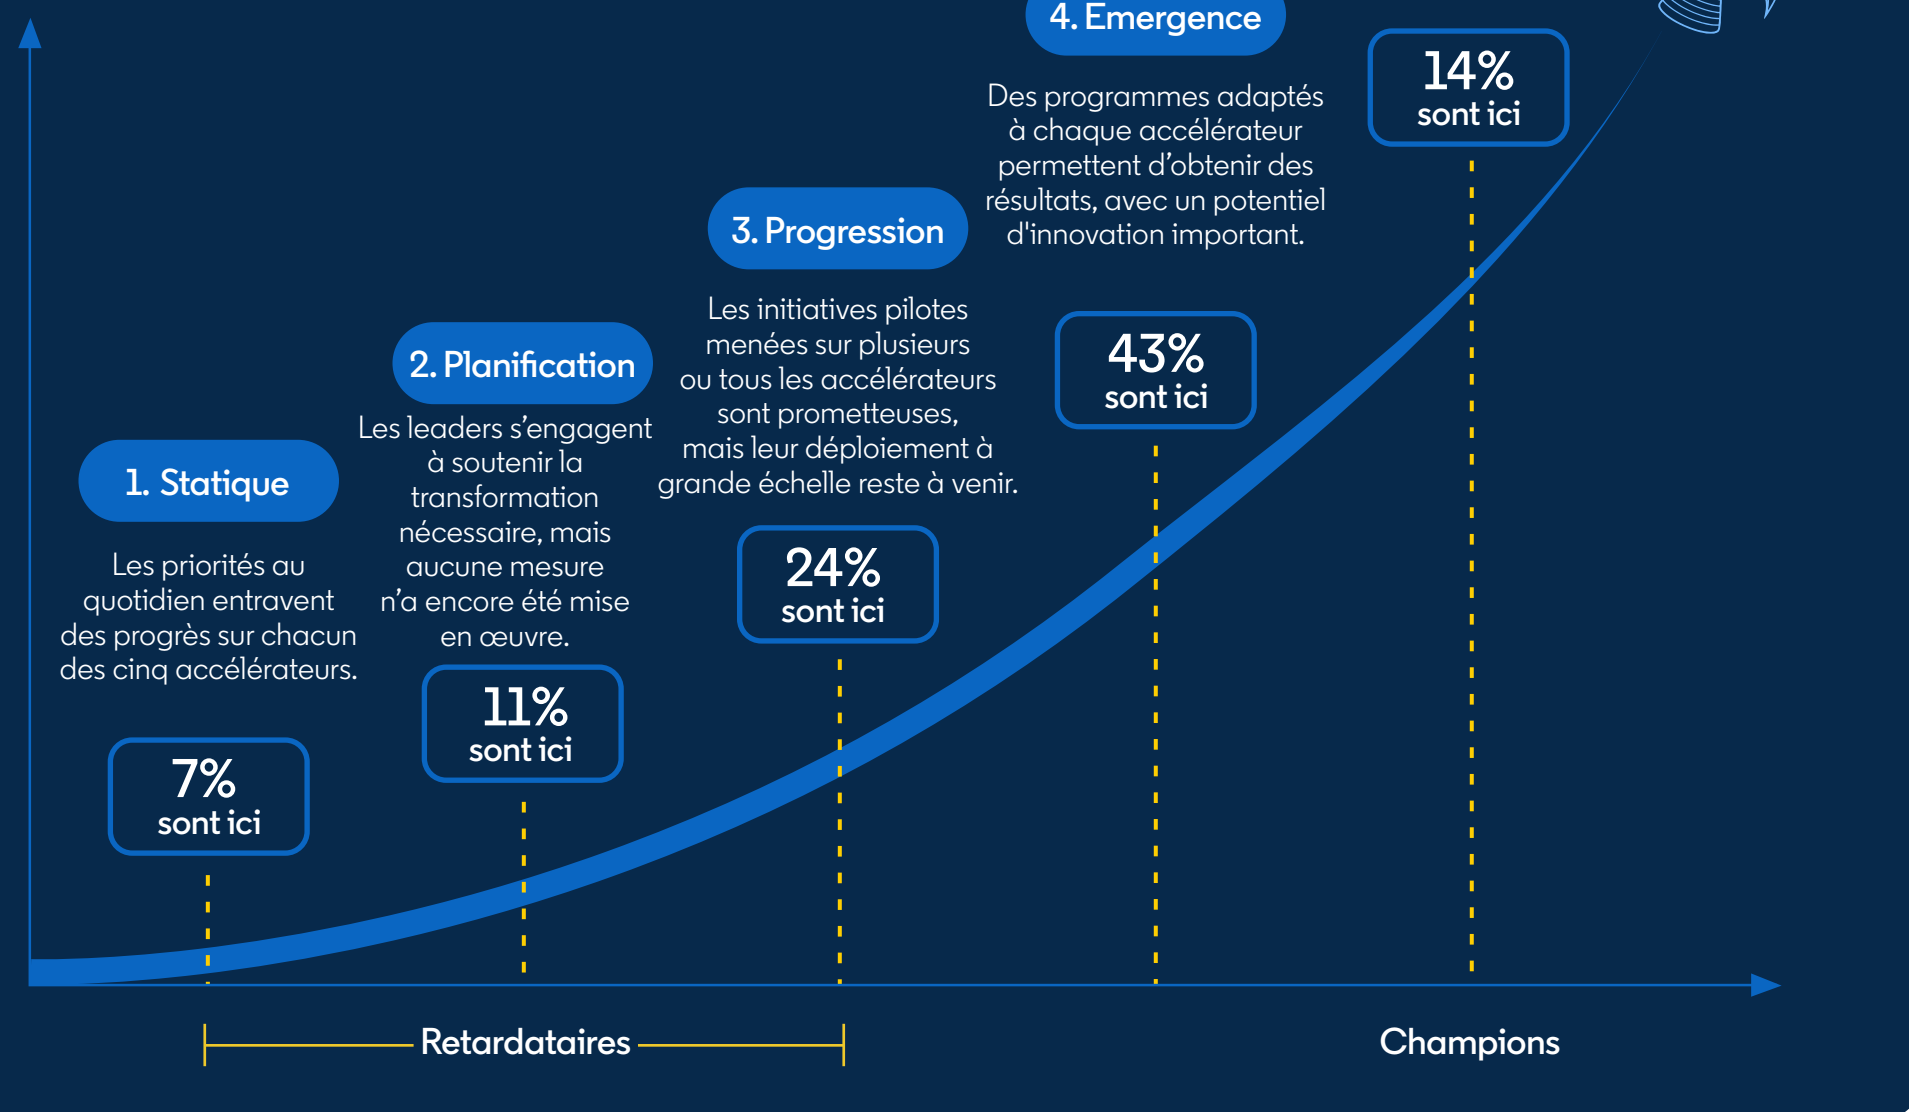 1. Statique
Les priorités au
quotidien entravent
des progrès sur chacun
des cinq accélérateurs.
7%
sont ici
2. Planification
Les leaders s’engagent
à soutenir la
transformation
nécessaire, mais
aucune mesure
n’a encore été mise
en œuvre.
11%
sont ici
3. Progression
Les initiatives pilotes
menées sur plusieurs
ou tous les accélérateurs
sont prometteuses,
mais leur déploiement à
grande échelle reste à venir.
24%
sont ici
4. Emergence
Des programmes adaptés
à chaque accélérateur
permettent d’obtenir des
résultats, avec un potentiel
d'innovation important.
43%
sont ici
14%
sont ici
Retardataires
Champions